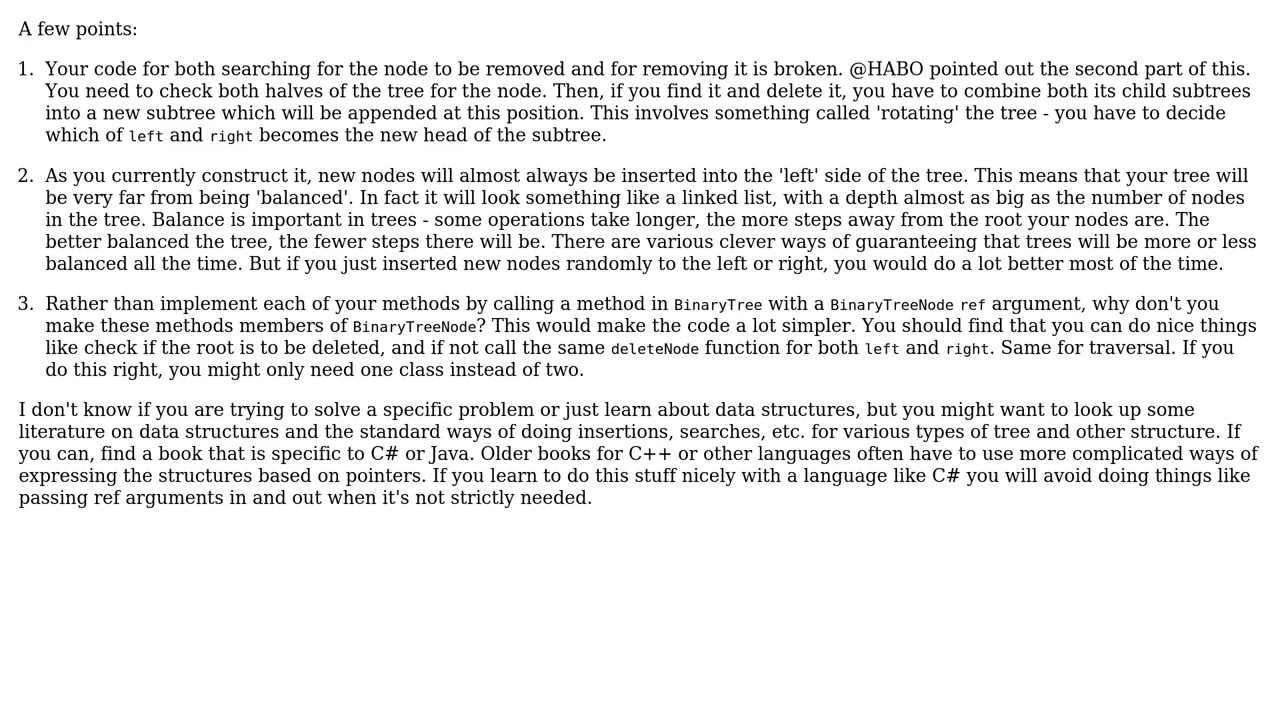 A few points:
1. Your code for both searching for the node to be removed and for removing it is broken. @HABO pointed out the second part of this.
You need to check both halves of the tree for the node. Then, if you find it and delete it, you have to combine both its child subtrees
into a new subtree which will be appended at this position. This involves something called 'rotating' the tree - you have to decide
which of left and right becomes the new head of the subtree.
2. As you currently construct it, new nodes will almost always be inserted into the 'left' side of the tree. This means that your tree will
be very far from being 'balanced'. In fact it will look something like a linked list, with a depth almost as big as the number of nodes
in the tree. Balance is important in trees - some operations take longer, the more steps away from the root your nodes are. The
better balanced the tree, the fewer steps there will be. There are various clever ways of guaranteeing that trees will be more or less
balanced all the time. But if you just inserted new nodes randomly to the left or right, you would do a lot better most of the time.
3. Rather than implement each of your methods by calling a method in BinaryTree with a BinaryTreeNode ref argument, why don't you
make these methods members of BinaryTreeNode? This would make the code a lot simpler. You should find that you can do nice things
like check if the root is to be deleted, and if not call the same deleteNode function for both left and right. Same for traversal. If you
do this right, you might only need one class instead of two.
I don't know if you are trying to solve a specific problem or just learn about data structures, but you might want to look up some
literature on data structures and the standard ways of doing insertions, searches, etc. for various types of tree and other structure. If
you can, find a book that is specific to C# or Java. Older books for C++ or other languages often have to use more complicated ways of
expressing the structures based on pointers. If you learn to do this stuff nicely with a language like C# you will avoid doing things like
passing ref arguments in and out when it's not strictly needed.